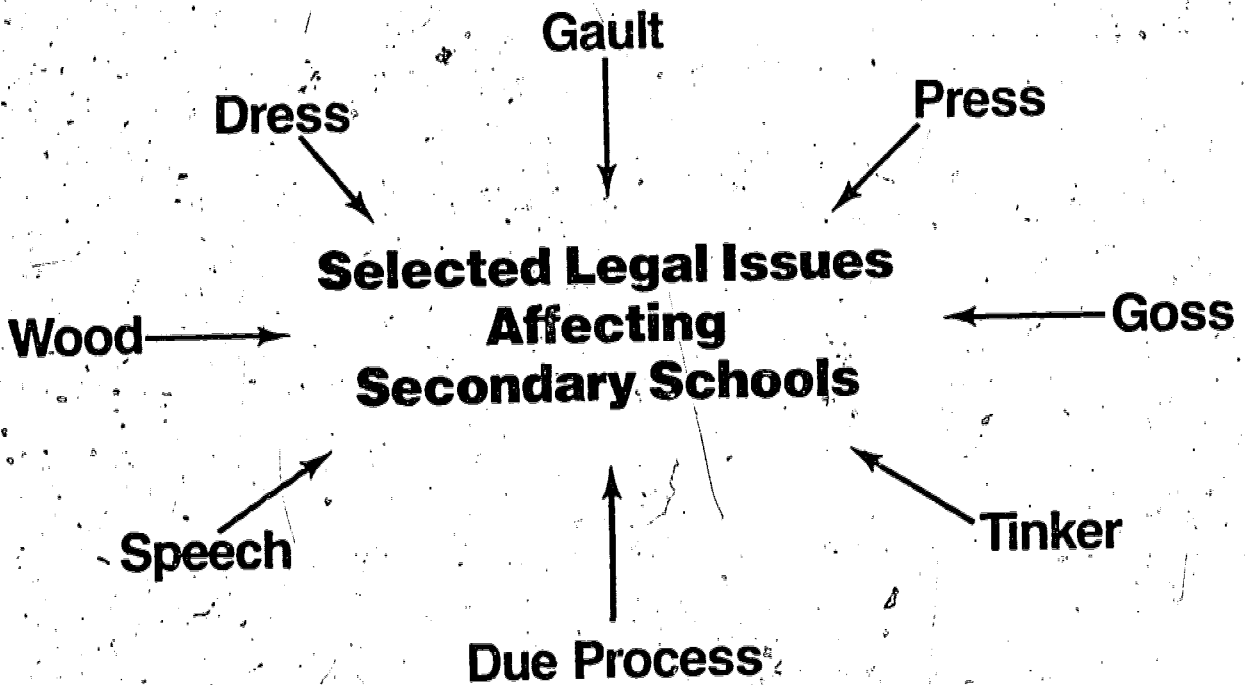 Gault
Dress
Press
Selected Legal Issues
Affecting
Secondary Schools
Wood
Goss
Speech
Tinker
Due Process